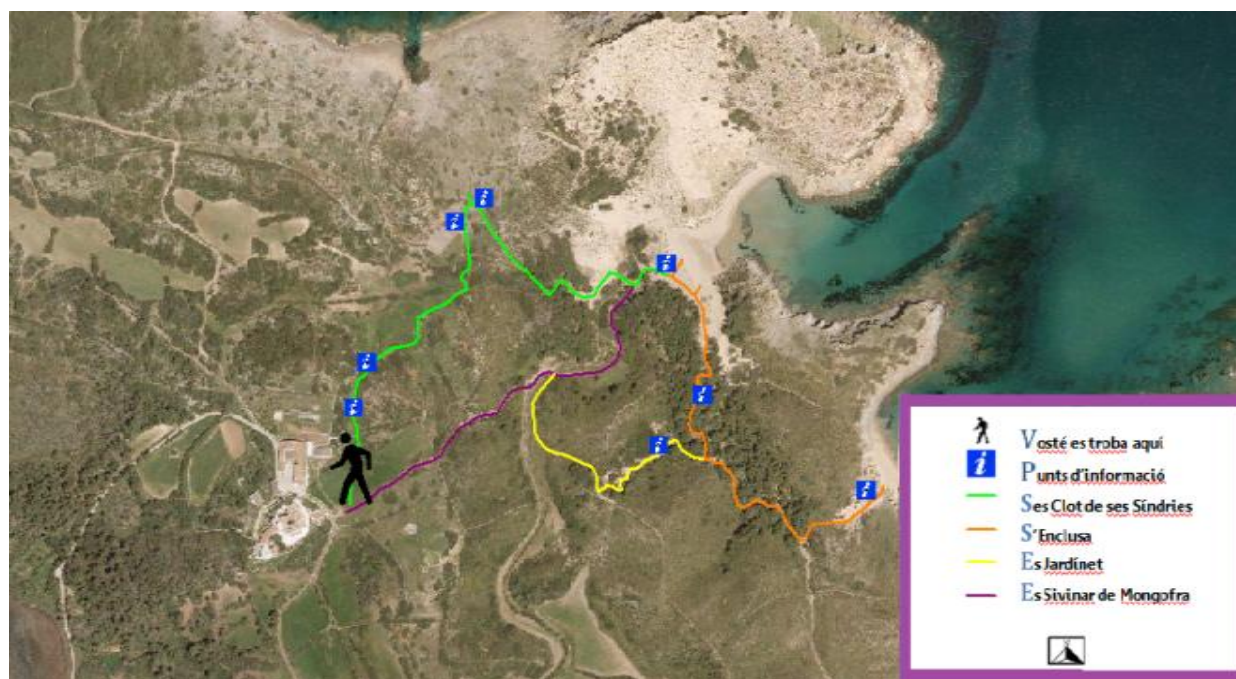 Vosté es troba aquí
Punts d'informació
Ses Clot de ses Síndries
S'Enclusa
Es Jardinet
Es Sivinar de Mongofra